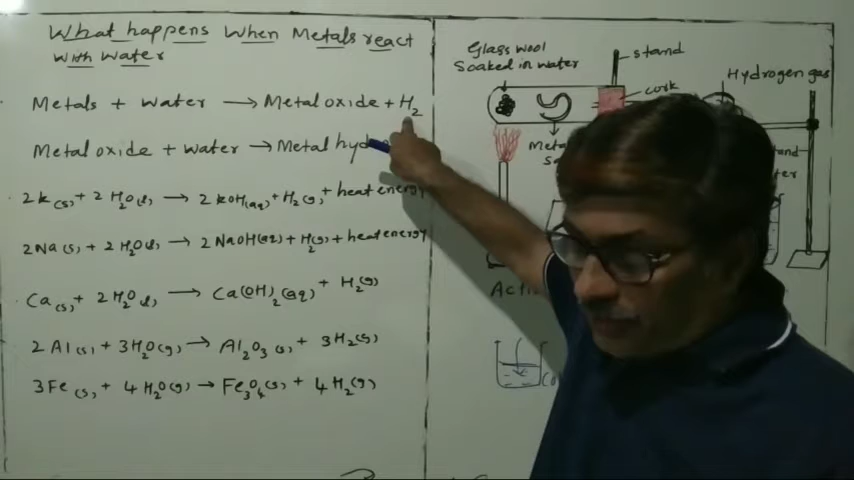 What happens When Metals react
with water
Metals + water → Metal oxide + H₂
Metal oxide + water → Metal hyd
2K(s) + 2H₂O(l) → 2KOH(aq) + H₂(g) + heat energy
2Na(s) + 2H₂O(l) → 2NaOH(aq) + H₂(g) + heat energy
Ca(s) + 2H₂O(l) → Ca(OH)₂(aq) + H₂(g)
2Al(s) + 3H₂O(g) → Al₂O₃(s) + 3H₂(g)
3Fe(s) + 4H₂O(g) → Fe₃O₄(s) + 4H₂(g)
Glass wool
Soaked in water
stand
cork
Hydrogen gas